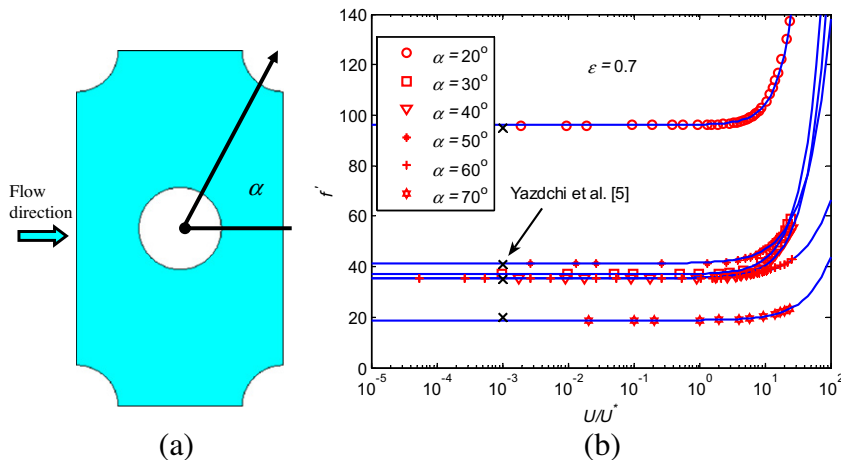 Flow
direction
α
(a)
f'
140
120
100
80
60
40
20
0
α = 20°
α = 30°
α = 40°
α = 50°
α = 60°
α = 70°
ε = 0.7
Yazdchi et al. [5]
10⁻⁵ 10⁻⁴ 10⁻³ 10⁻² 10⁻¹ 10⁰ 10¹ 10²
U/U*
(b)